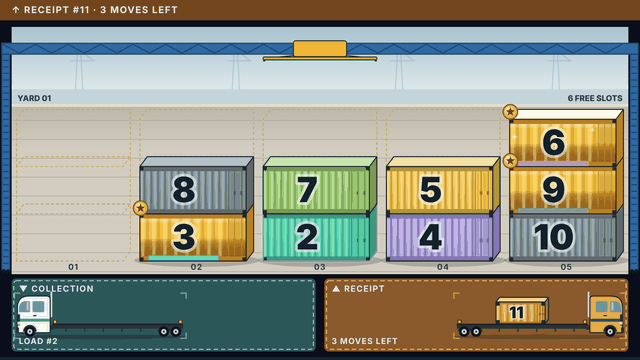 ↑ RECEIPT #11 · 3 MOVES LEFT
YARD 01
6 FREE SLOTS
6
8
7
5
9
3
2
4
10
01
02
03
04
05
▼ COLLECTION
LOAD #2
▲ RECEIPT
11
3 MOVES LEFT